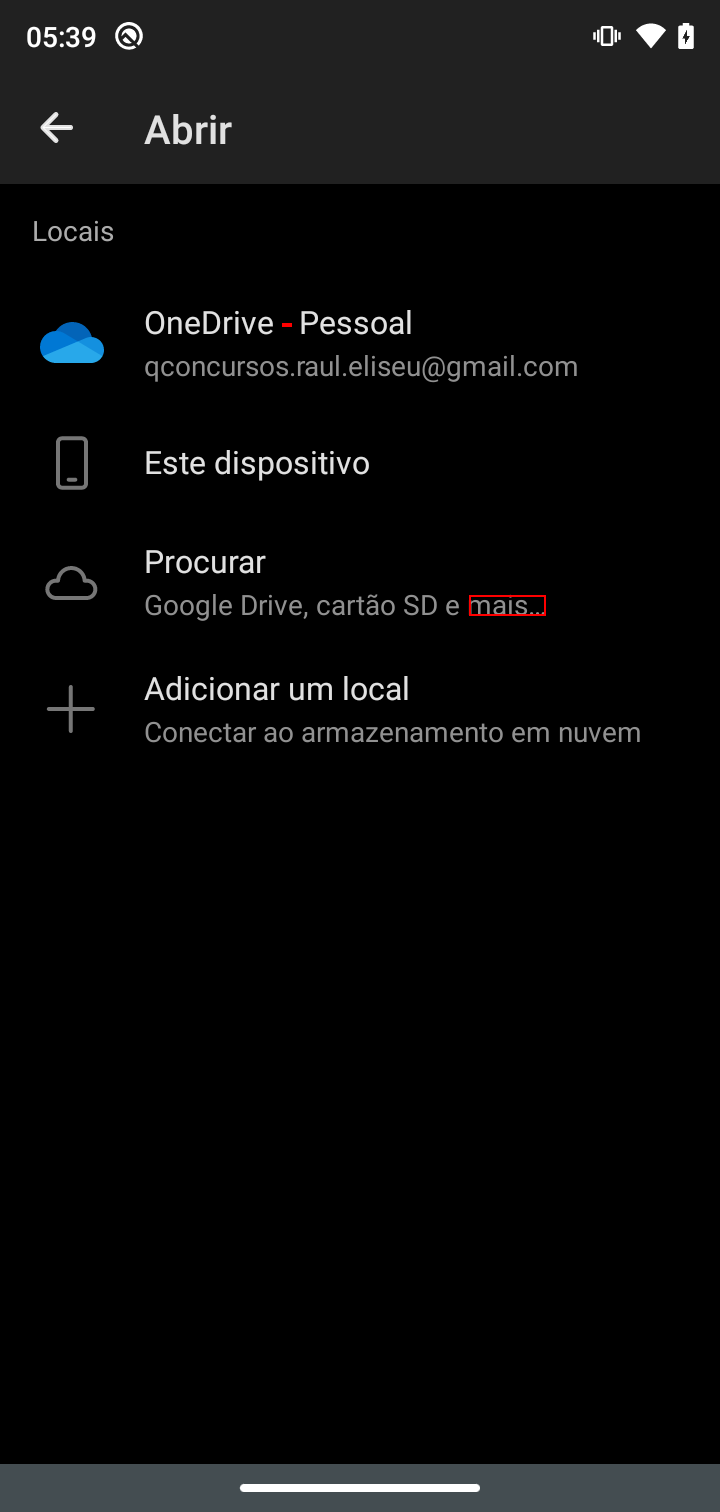 05:39
Abrir
Locais
OneDrive - Pessoal
qconcursos.raul.eliseu@gmail.com
Este dispositivo
Procurar
Google Drive, cartão SD e mais...
Adicionar um local
Conectar ao armazenamento em nuvem